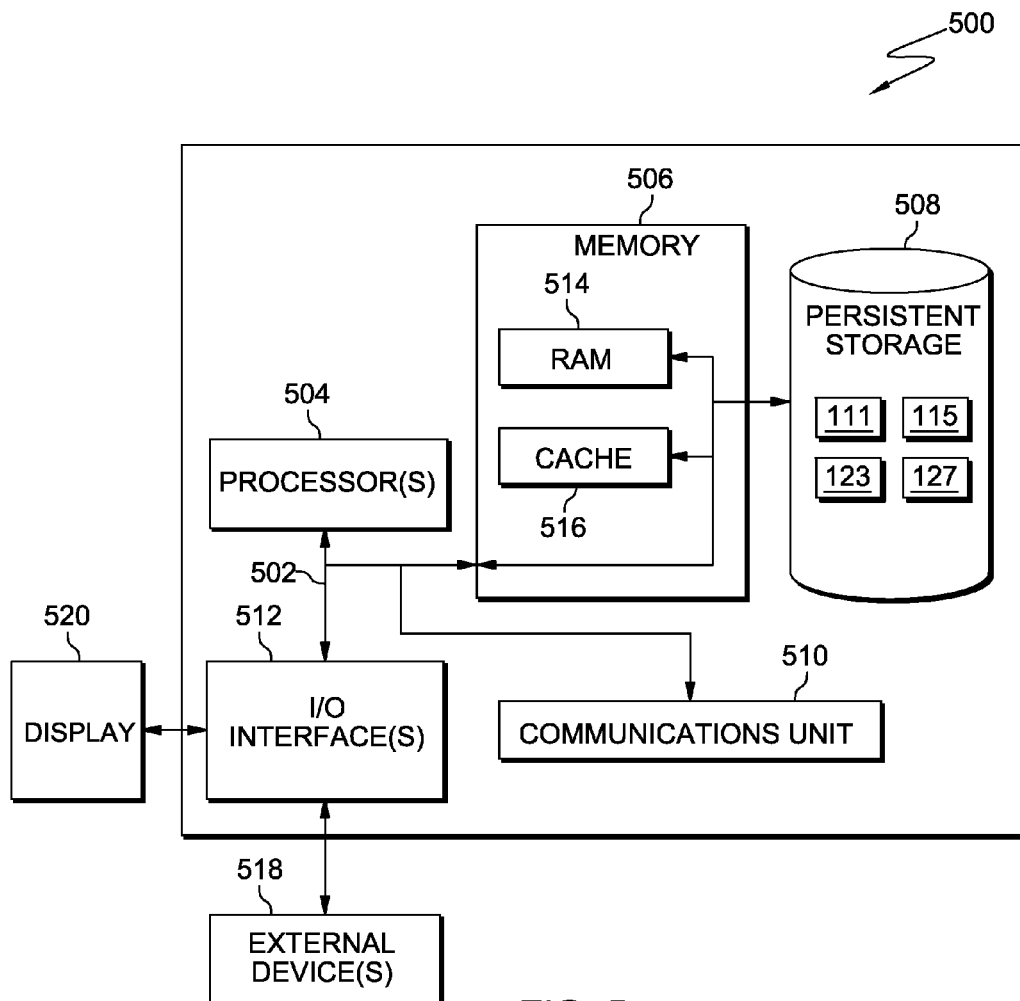 500
506
MEMORY
508
514
RAM
PERSISTENT
STORAGE
504
PROCESSOR(S)
111
115
CACHE
123
127
516
502
520
512
510
DISPLAY
I/O
INTERFACE(S)
COMMUNICATIONS UNIT
518
EXTERNAL
DEVICE(S)